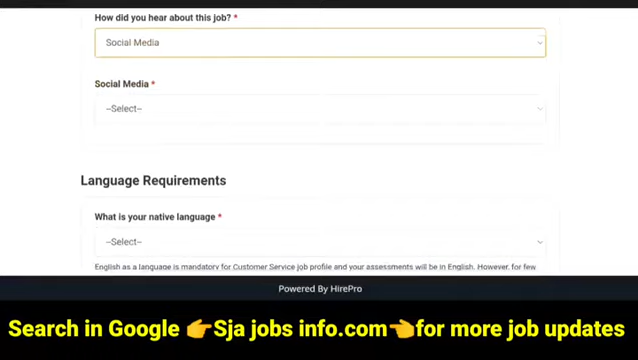 How did you hear about this job? *
Social Media
Social Media *
--Select--
Language Requirements
What is your native language *
--Select--
English as a language is mandatory for Customer Service job profile and your assessments will be in English. However, for few
Powered By HirePro
Search in Google 👉Sja jobs info.com👈for more job updates